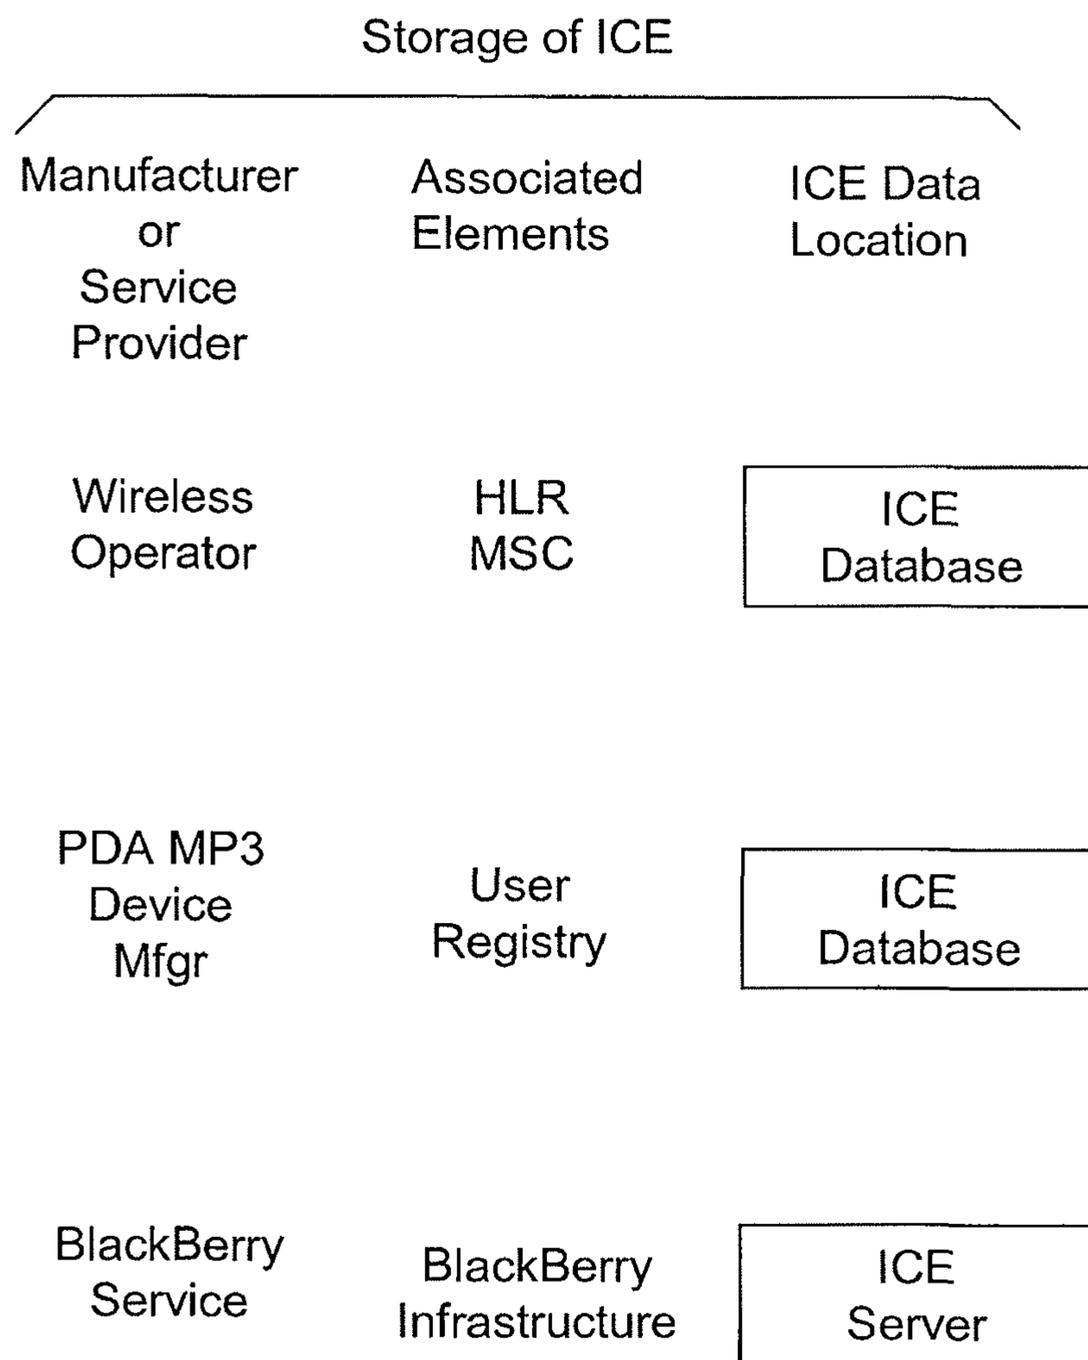 Storage of ICE
Manufacturer
or
Service
Provider
Associated
Elements
ICE Data
Location
Wireless
Operator
HLR
MSC
ICE
Database
PDA MP3
Device
Mfgr
User
Registry
ICE
Database
BlackBerry
Service
BlackBerry
Infrastructure
ICE
Server